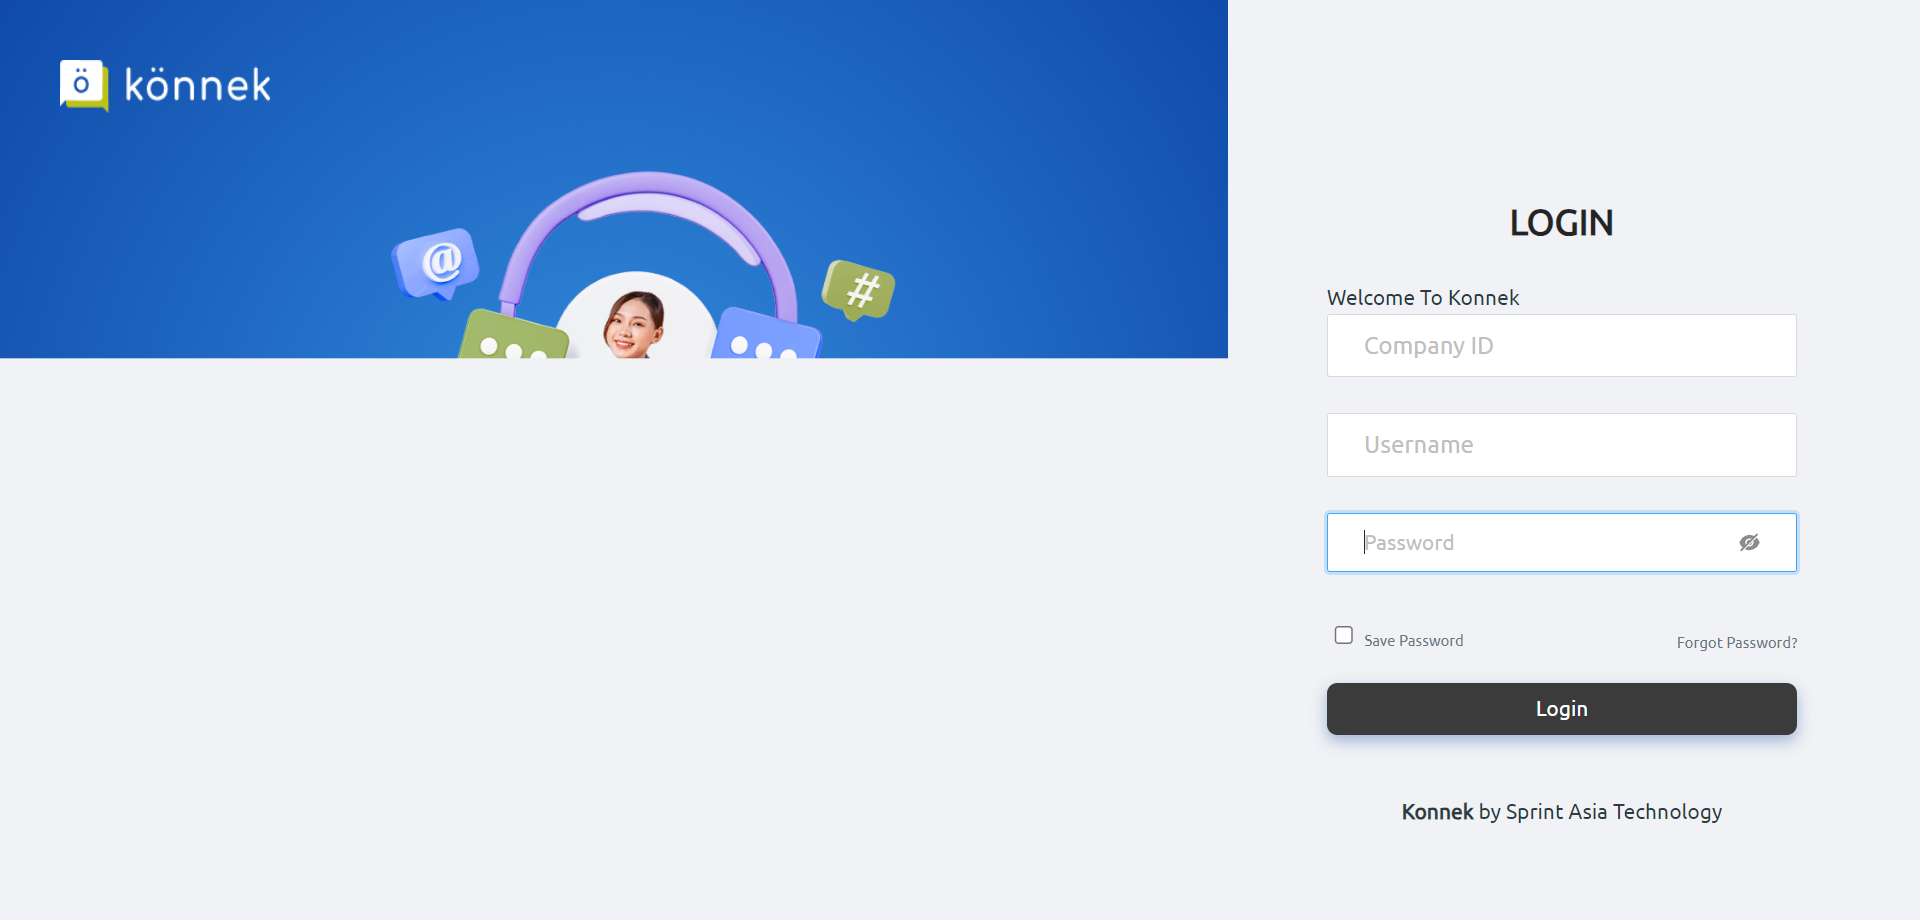 ö könnek
@
#
LOGIN
Welcome To Konnek
Company ID
Username
Password
Save Password
Forgot Password?
Login
Konnek by Sprint Asia Technology